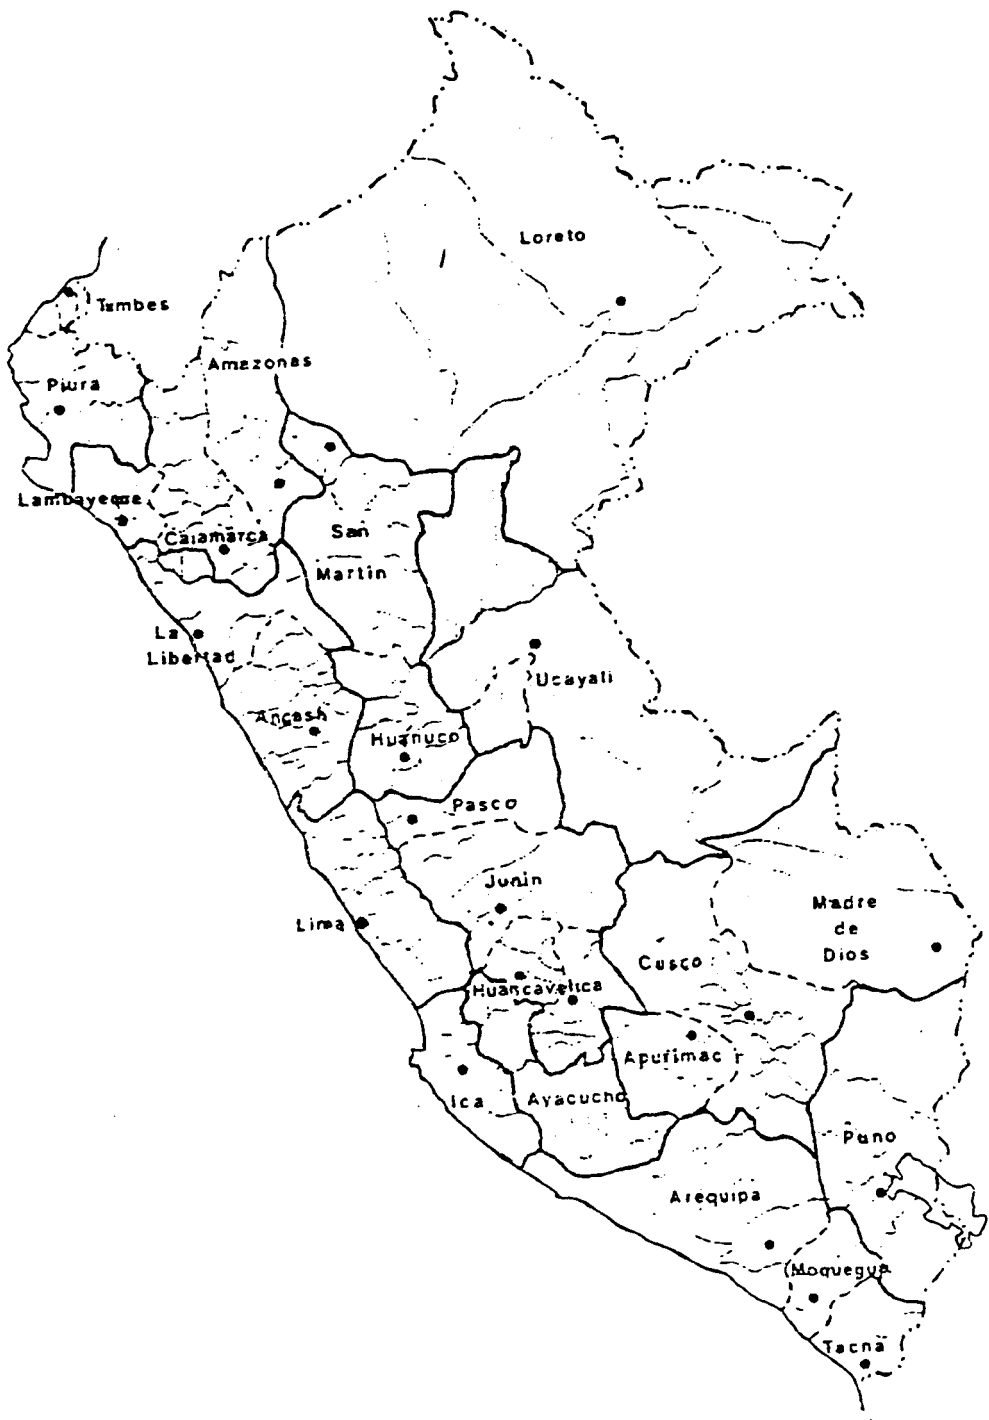 Loreto
Tumbes
Amazonas
Piura
Lambayeque
San
Martin
Cajamarca
La
Libertad
Ucayali
Ancash
Huanuco
Pasco
Junin
Lima
Madre
de
Dios
Cusco
Huancavelica
Apurimac
Ica
Ayacucho
Puno
Arequipa
Moquegua
Tacna